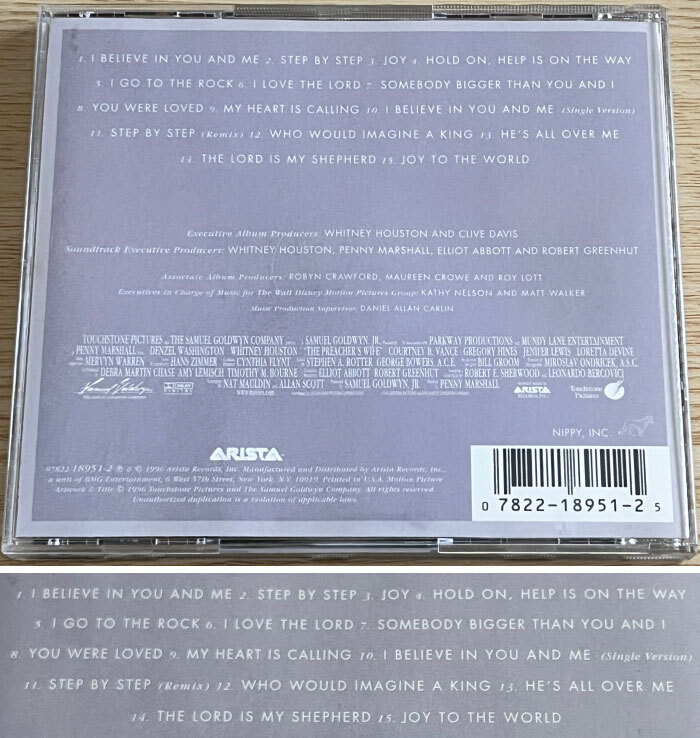 1. I BELIEVE IN YOU AND ME 2. STEP BY STEP 3. JOY 4. HOLD ON, HELP IS ON THE WAY
5. I GO TO THE ROCK 6. I LOVE THE LORD 7. SOMEBODY BIGGER THAN YOU AND I
8. YOU WERE LOVED 9. MY HEART IS CALLING 10. I BELIEVE IN YOU AND ME (Single Version)
11. STEP BY STEP (Remix) 12. WHO WOULD IMAGINE A KING 13. HE'S ALL OVER ME
14. THE LORD IS MY SHEPHERD 15. JOY TO THE WORLD
Executive Album Producers: WHITNEY HOUSTON AND CLIVE DAVIS
Soundtrack Executive Producers: WHITNEY HOUSTON, PENNY MARSHALL, ELLIOT ABBOTT AND ROBERT GREENHUT
Associate Album Producers: ROBYN CRAWFORD, MAUREEN CROWE AND ROY LOTT
Executives in Charge of Music for The Walt Disney Motion Pictures Group: KATHY NELSON AND MATT WALKER
Music Production Supervision: DANIEL ALLAN CARLIN
TOUCHSTONE PICTURES THE SAMUEL GOLDWYN COMPANY SAMUEL GOLDWYN, JR. PARKWAY PRODUCTIONS MUNDY LANE ENTERTAINMENT
PENNY MARSHALL DENZEL WASHINGTON WHITNEY HOUSTON "THE PREACHER'S WIFE" COURTNEY B. VANCE GREGORY HINES JENIFER LEWIS LORETTA DEVINE
MERVYN WARREN HANS ZIMMER CYNTHIA FLYNT STEPHEN A. ROTTER GEORGE BOWERS A.C.E. BILL GROOM MIROSLAV ONDRICEK, A.S.C.
DEBRA MARTIN CHASE AMY LEMISCH TIMOTHY M. BOURNE ELLIOT ABBOTT ROBERT GREENHUT ROBERT E. SHERWOOD LEONARDO BERCOVICI
NAT MAULDIN ALLAN SCOTT SAMUEL GOLDWYN, JR. PENNY MARSHALL
ARISTA
Touchstone
Pictures
NIPPY, INC.
ARISTA
07822-18951-2 ℗ & © 1996 Arista Records, Inc. Manufactured and Distributed by Arista Records, Inc.,
a unit of BMG Entertainment, 6 West 57th Street, New York, N.Y. 10019. Printed in U.S.A. Motion Picture
Artwork & Title © 1996 Touchstone Pictures and The Samuel Goldwyn Company. All rights reserved.
Unauthorized duplication is a violation of applicable laws.
0 7822-18951-2 5
1. I BELIEVE IN YOU AND ME 2. STEP BY STEP 3. JOY 4. HOLD ON, HELP IS ON THE WAY
5. I GO TO THE ROCK 6. I LOVE THE LORD 7. SOMEBODY BIGGER THAN YOU AND I
8. YOU WERE LOVED 9. MY HEART IS CALLING 10. I BELIEVE IN YOU AND ME (Single Version)
11. STEP BY STEP (Remix) 12. WHO WOULD IMAGINE A KING 13. HE'S ALL OVER ME
14. THE LORD IS MY SHEPHERD 15. JOY TO THE WORLD